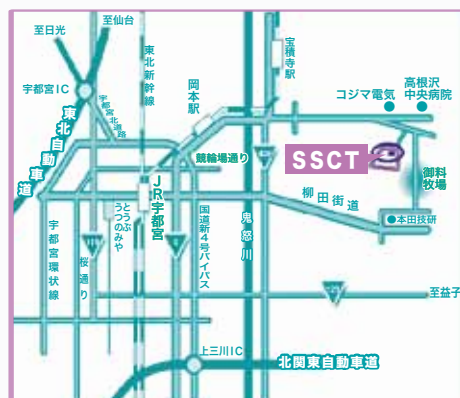 至仙台
至日光
東北新幹線
宝積寺駅
宇都宮IC
宇都宮北道路
岡本駅
高根沢
中央病院
コジマ電気
東北自動車道
競輪場通り
SSCT
御料
牧場
JR宇都宮
柳田街道
本田技研
とうぶ
うつのみや
国道新4号バイパス
鬼怒川
宇都宮環状線
桜通り
119
4
至益子
上三川IC
北関東自動車道